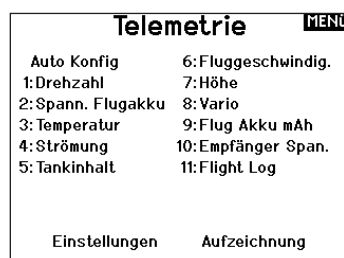 Telemetrie
MENÜ
Auto Konfig
1:Drehzahl
2:Spann. Flugakku
3:Temperatur
4:Strömung
5:Tankinhalt
6:Fluggeschwindig.
7:Höhe
8:Vario
9:Flug Akku mAh
10:Empfänger Span.
11:Flight Log
Einstellungen
Aufzeichnung